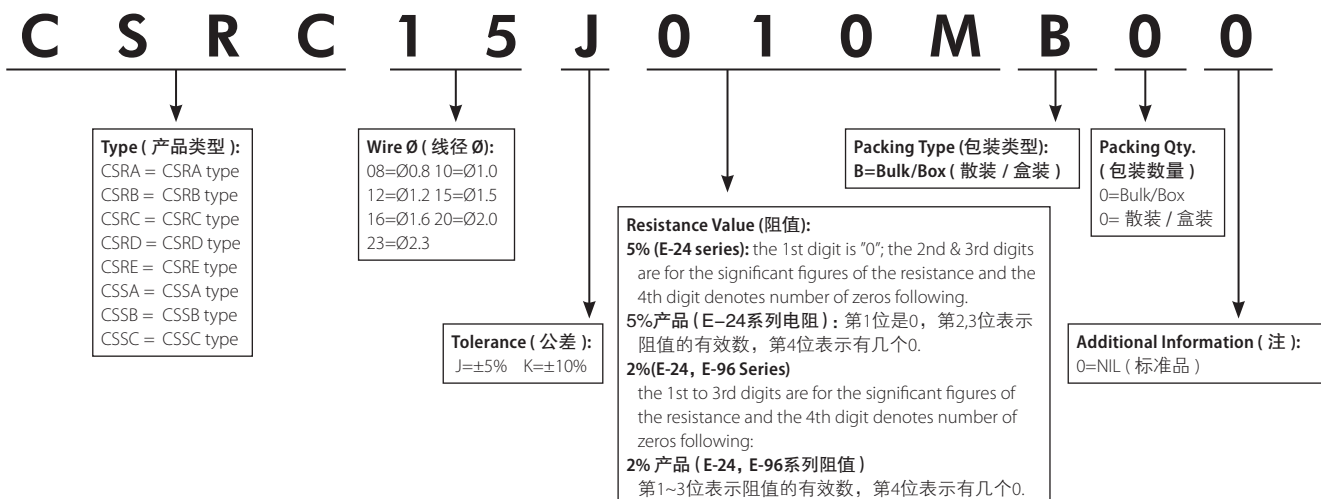 C S R C 1 5 J 0 1 0 M B 0 0
Type ( 产品类型 ):
CSRA = CSRA type
CSRB = CSRB type
CSRC = CSRC type
CSRD = CSRD type
CSRE = CSRE type
CSSA = CSSA type
CSSB = CSSB type
CSSC = CSSC type
Wire Ø ( 线径 Ø):
08=Ø0.8 10=Ø1.0
12=Ø1.2 15=Ø1.5
16=Ø1.6 20=Ø2.0
23=Ø2.3
Tolerance ( 公差 ):
J=±5% K=±10%
Resistance Value (阻值):
5% (E-24 series): the 1st digit is "0"; the 2nd & 3rd digits
are for the significant figures of the resistance and the
4th digit denotes number of zeros following.
5%产品 ( E-24系列电阻 ) : 第1位是0，第2,3位表示
阻值的有效数，第4位表示有几个0.
2%(E-24, E-96 Series)
the 1st to 3rd digits are for the significant figures of
the resistance and the 4th digit denotes number of
zeros following:
2% 产品 ( E-24, E-96系列阻值 )
第1~3位表示阻值的有效数，第4位表示有几个0.
Packing Type (包装类型):
B=Bulk/Box ( 散装 / 盒装 )
Packing Qty.
( 包装数量 )
0=Bulk/Box
0= 散装 / 盒装
Additional Information ( 注 ):
0=NIL ( 标准品 )